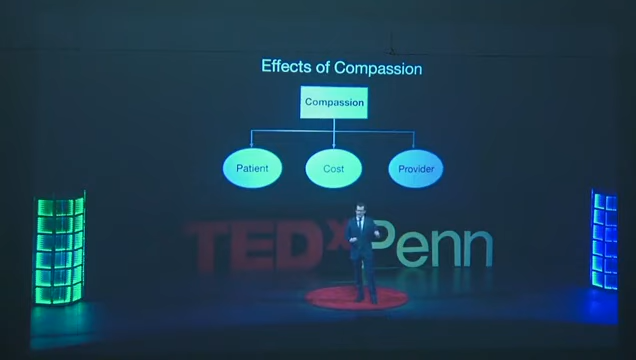 Effects of Compassion
Compassion
Patient Cost Provider
TEDxPenn